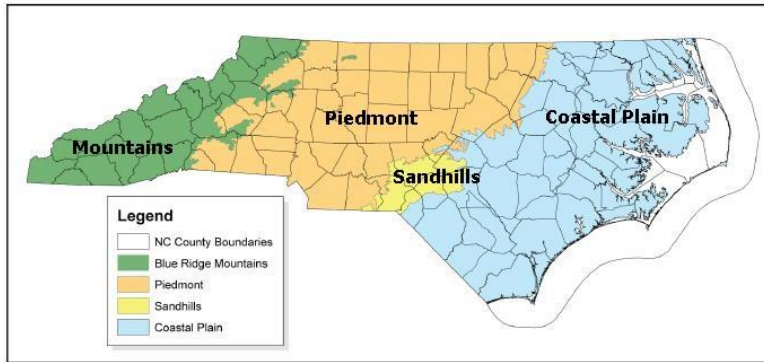 Piedmont
Coastal Plain
Mountains
Sandhills
Legend
NC County Boundaries
Blue Ridge Mountains
Piedmont
Sandhills
Coastal Plain